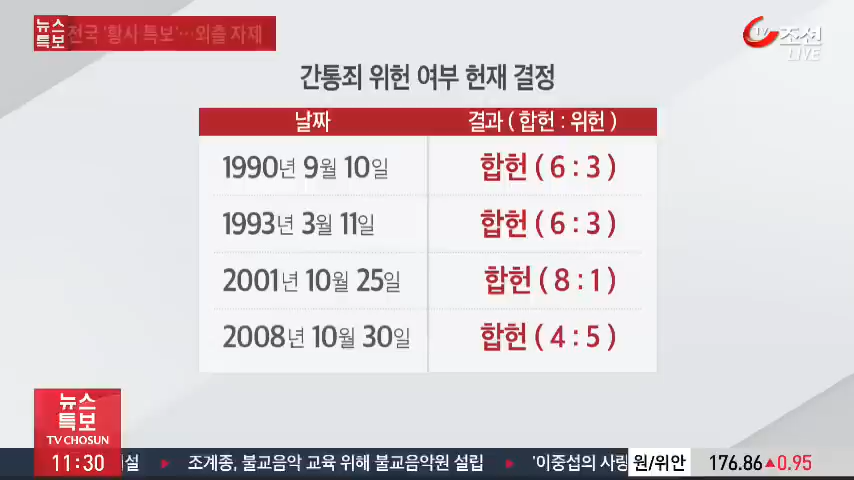 뉴스
특보
전국 '황사 특보'…외출 자제
TV조선
LIVE
간통죄 위헌 여부 헌재 결정
날짜 결과 ( 합헌 : 위헌 )
1990년 9월 10일 합헌 ( 6 : 3 )
1993년 3월 11일 합헌 ( 6 : 3 )
2001년 10월 25일 합헌 ( 8 : 1 )
2008년 10월 30일 합헌 ( 4 : 5 )
뉴스
특보
TV CHOSUN
11:30 설 ▶ 조계종, 불교음악 교육 위해 불교음악원 설립 ▶ '이중섭의 사랑 원/위안 176.86▲0.95